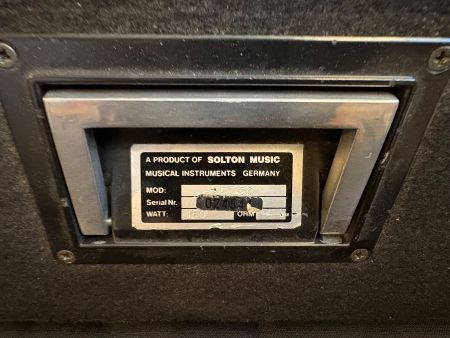 A PRODUCT OF SOLTON MUSIC
MUSICAL INSTRUMENTS GERMANY
MOD:
Serial Nr.
WATT: OHM